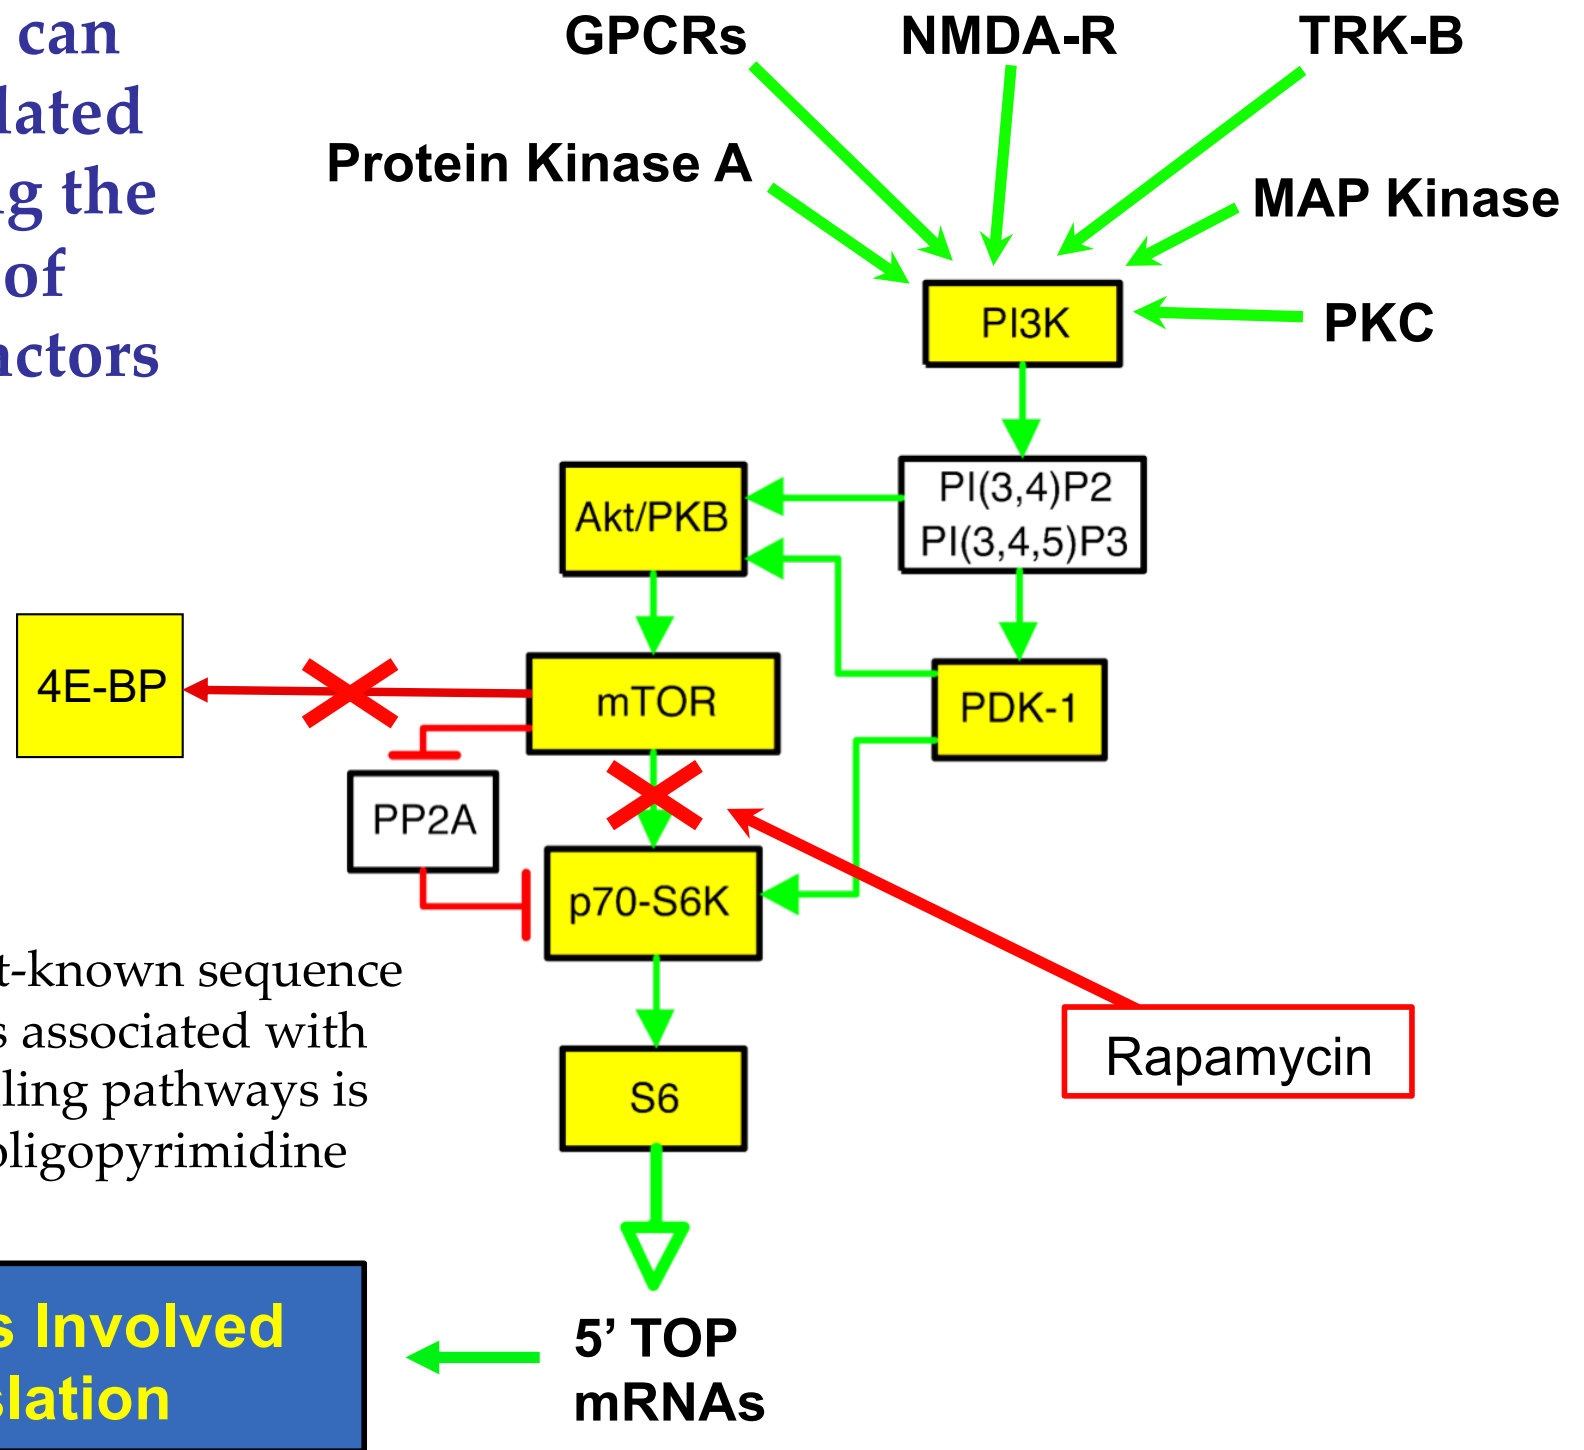 can
lated
g the
of
actors
GPCRs
NMDA-R
TRK-B
Protein Kinase A
MAP Kinase
PI3K
PKC
Akt/PKB
PI(3,4)P2
PI(3,4,5)P3
4E-BP
mTOR
PDK-1
PP2A
p70-S6K
t-known sequence
s associated with
ling pathways is
oligopyrimidine
Rapamycin
S6
s Involved
slation
5’ TOP
mRNAs